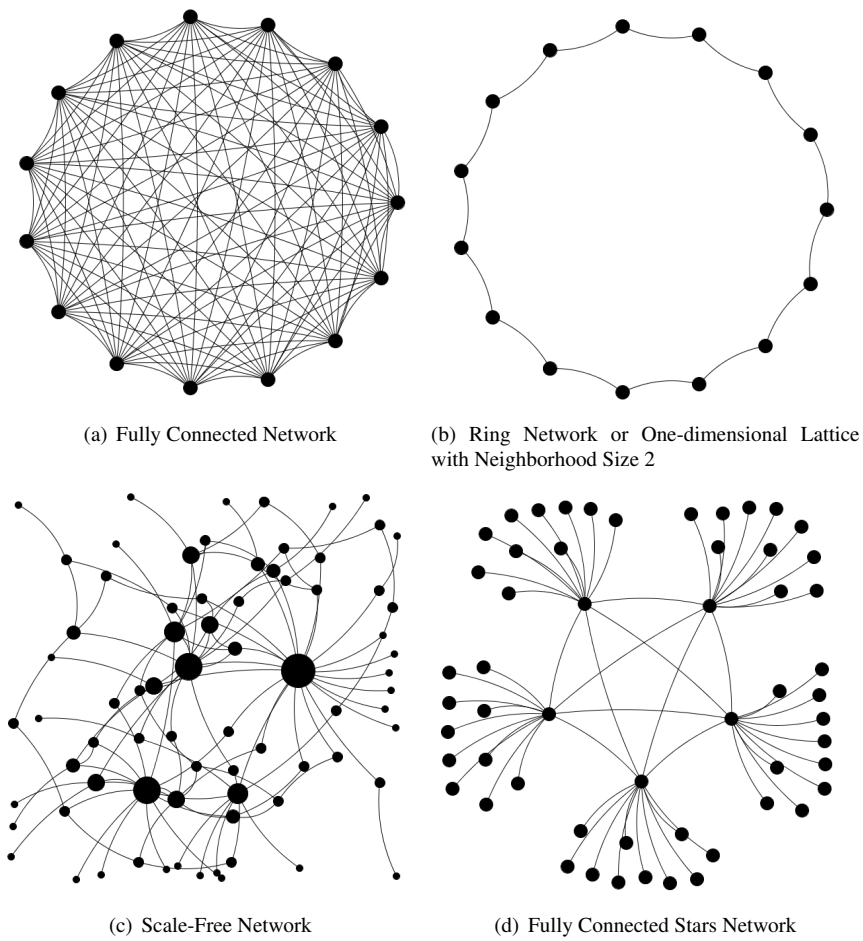 (a) Fully Connected Network
(b) Ring Network or One-dimensional Lattice
with Neighborhood Size 2
(c) Scale-Free Network
(d) Fully Connected Stars Network